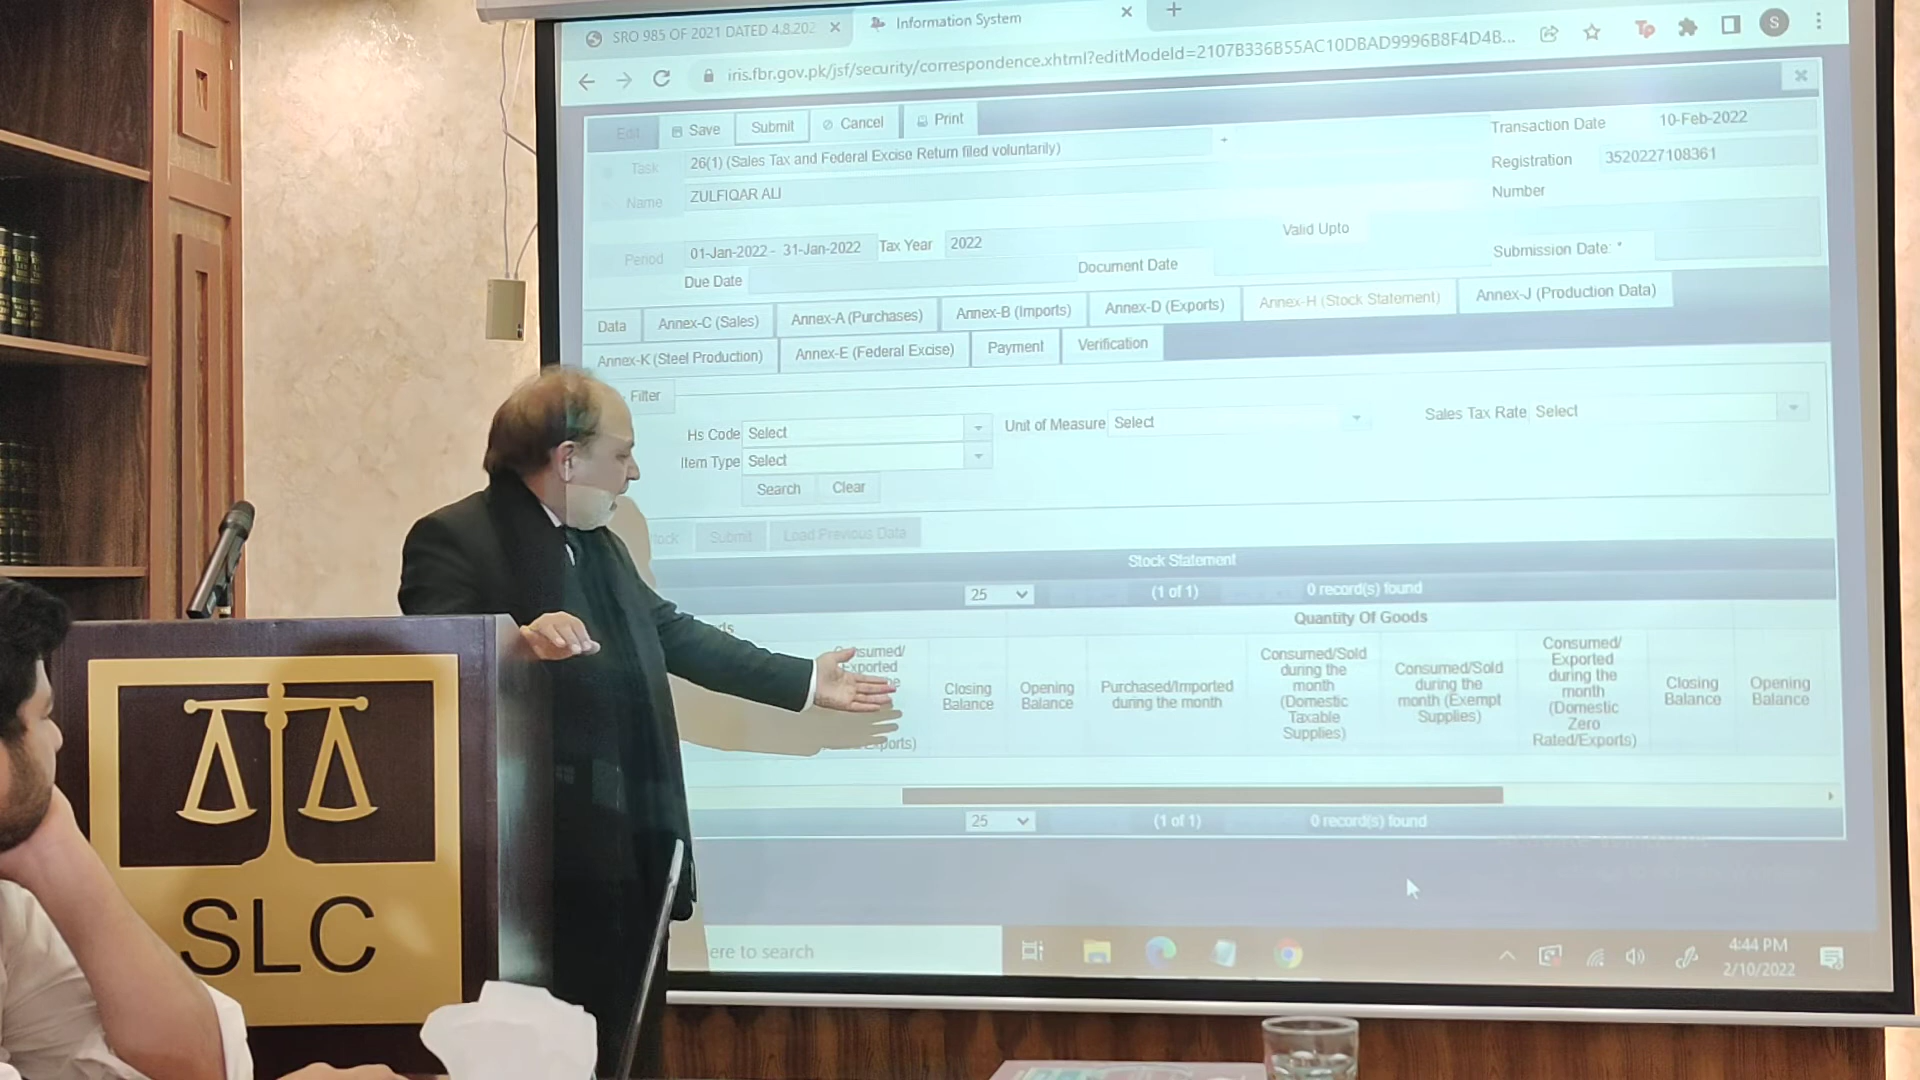 SRO 985 OF 2021 DATED 4.8.202
Information System
S
iris.fbr.gov.pk/jsf/security/correspondence.xhtml?editModeId=2107B336B55AC10DBAD9996B8F4D4B...
Edit Save Submit Cancel Print
Transaction Date 10-Feb-2022
Task 26(1) (Sales Tax and Federal Excise Return filed voluntarily)
Registration 3520227108361
Number
Name ZULFIQAR ALI
Period 01-Jan-2022 - 31-Jan-2022 Tax Year 2022
Valid Upto
Submission Date: *
Due Date
Document Date
Data Annex-C (Sales) Annex-A (Purchases) Annex-B (Imports) Annex-D (Exports) Annex-H (Stock Statement) Annex-J (Production Data)
Annex-K (Steel Production) Annex-E (Federal Excise) Payment Verification
Filter
Hs Code Select Unit of Measure Select Sales Tax Rate Select
Item Type Select
Search Clear
tock Submit Load Previous Data
Stock Statement
25 (1 of 1) 0 record(s) found
Quantity Of Goods
Consumed/
Exported
ports)
Closing
Balance
Opening
Balance
Purchased/Imported
during the month
Consumed/Sold
during the
month
(Domestic
Taxable
Supplies)
Consumed/Sold
during the
month (Exempt
Supplies)
Consumed/
Exported
during the
month
(Domestic
Zero
Rated/Exports)
Closing
Balance
Opening
Balance
25 (1 of 1) 0 record(s) found
ere to search
4:44 PM
2/10/2022
SLC